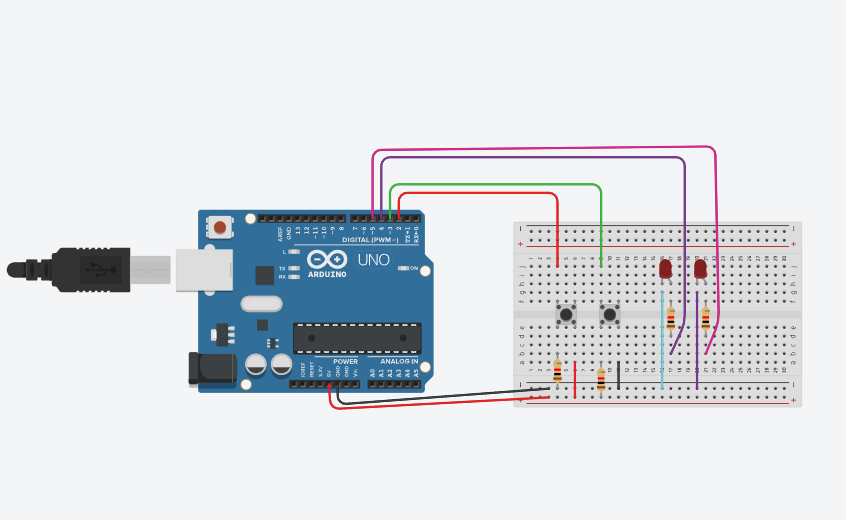 AREF
GND
13
12
~11
~10
~9
8
7
~6
~5
4
~3
2
TX→1
RX←0
DIGITAL (PWM~)
L
TX
RX
UNO
ARDUINO
ON
POWER
ANALOG IN
IOREF
RESET
3.3V
5V
GND
GND
Vin
A0
A1
A2
A3
A4
A5
j
i
h
g
f
e
d
c
b
a